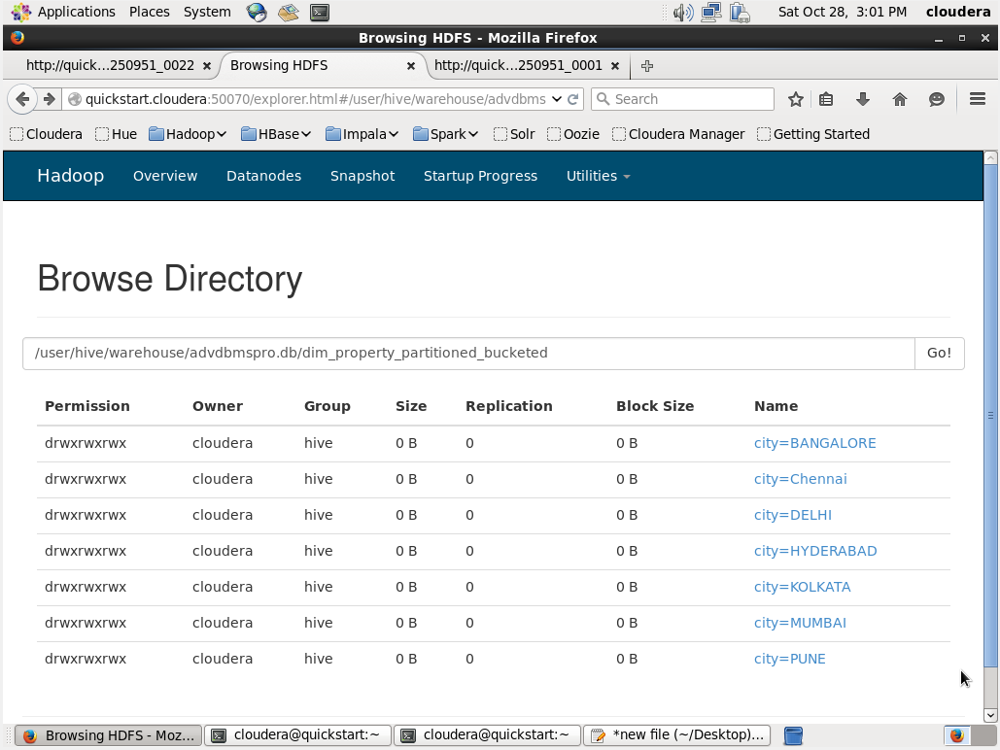 Applications Places System Sat Oct 28, 3:01 PM cloudera
Browsing HDFS - Mozilla Firefox
http://quick...250951_0022 Browsing HDFS http://quick...250951_0001
quickstart.cloudera:50070/explorer.html#/user/hive/warehouse/advdbms Search
Cloudera Hue Hadoop HBase Impala Spark Solr Oozie Cloudera Manager Getting Started
Hadoop Overview Datanodes Snapshot Startup Progress Utilities
Browse Directory
/user/hive/warehouse/advdbmspro.db/dim_property_partitioned_bucketed Go!
Permission Owner Group Size Replication Block Size Name
drwxrwxrwx cloudera hive 0 B 0 0 B city=BANGALORE
drwxrwxrwx cloudera hive 0 B 0 0 B city=Chennai
drwxrwxrwx cloudera hive 0 B 0 0 B city=DELHI
drwxrwxrwx cloudera hive 0 B 0 0 B city=HYDERABAD
drwxrwxrwx cloudera hive 0 B 0 0 B city=KOLKATA
drwxrwxrwx cloudera hive 0 B 0 0 B city=MUMBAI
drwxrwxrwx cloudera hive 0 B 0 0 B city=PUNE
Browsing HDFS - Moz... cloudera@quickstart:~ cloudera@quickstart:~ *new file (~/Desktop)...